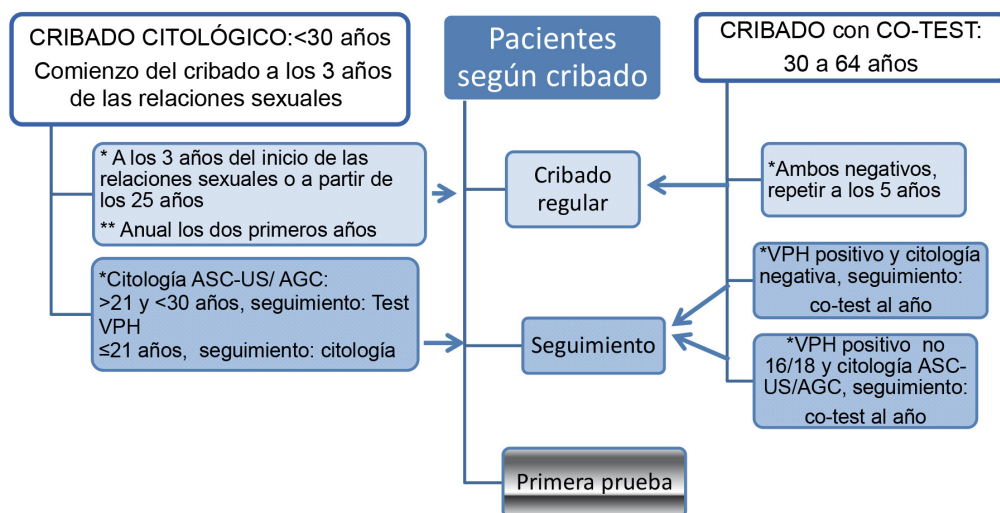 CRIBADO CITOLÓGICO:<30 años
Comienzo del cribado a los 3 años
de las relaciones sexuales
* A los 3 años del inicio de las
relaciones sexuales o a partir de
los 25 años
** Anual los dos primeros años
*Citología ASC-US/ AGC:
>21 y <30 años, seguimiento: Test
VPH
≤21 años, seguimiento: citología
Pacientes
según cribado
Cribado
regular
Seguimiento
Primera prueba
CRIBADO con CO-TEST:
30 a 64 años
*Ambos negativos,
repetir a los 5 años
*VPH positivo y citología
negativa, seguimiento:
co-test al año
*VPH positivo no
16/18 y citología ASC-
US/AGC, seguimiento:
co-test al año